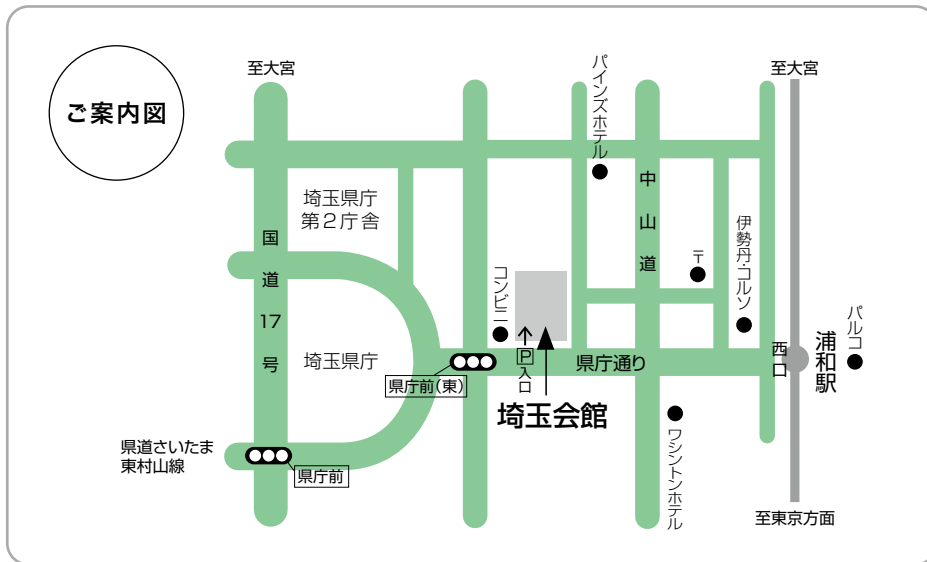 ご案内図
至大宮
至大宮
パインズホテル
埼玉県庁
第2庁舎
国道17号
中山道
伊勢丹・コルソ
〒
コンビニ
パルコ
浦和駅
西口
埼玉県庁
県庁前(東)
P入口
県庁通り
埼玉会館
ワシントンホテル
県道さいたま
東村山線
県庁前
至東京方面